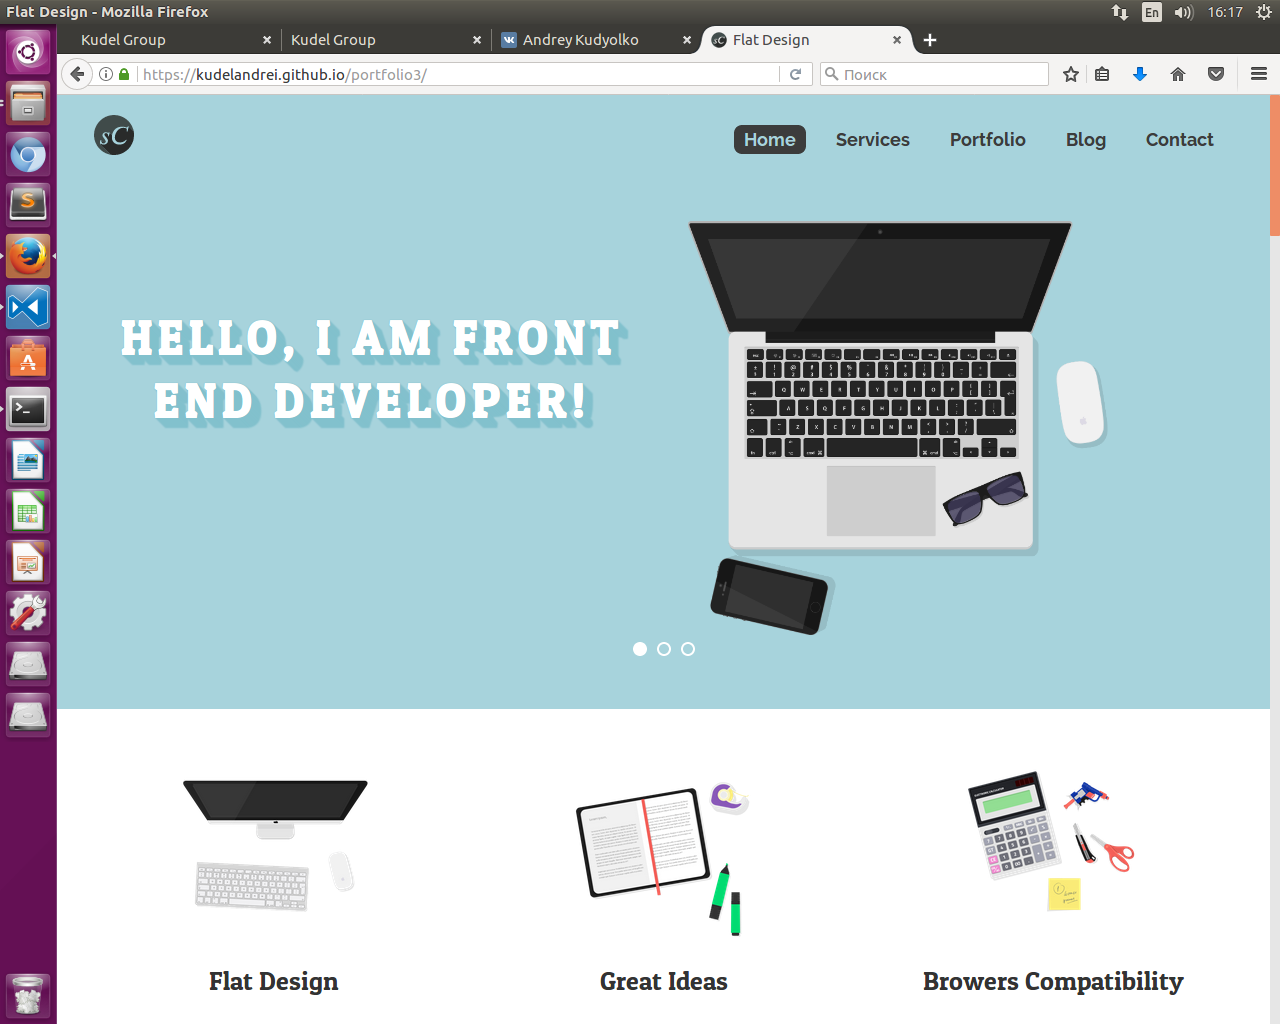 Flat Design - Mozilla Firefox
En
16:17
Kudel Group
Kudel Group
Andrey Kudyolko
Flat Design
https://kudelandrei.github.io/portfolio3/
Поиск
sC
Home
Services
Portfolio
Blog
Contact
HELLO, I AM FRONT
END DEVELOPER!
Flat Design
Great Ideas
Browers Compatibility